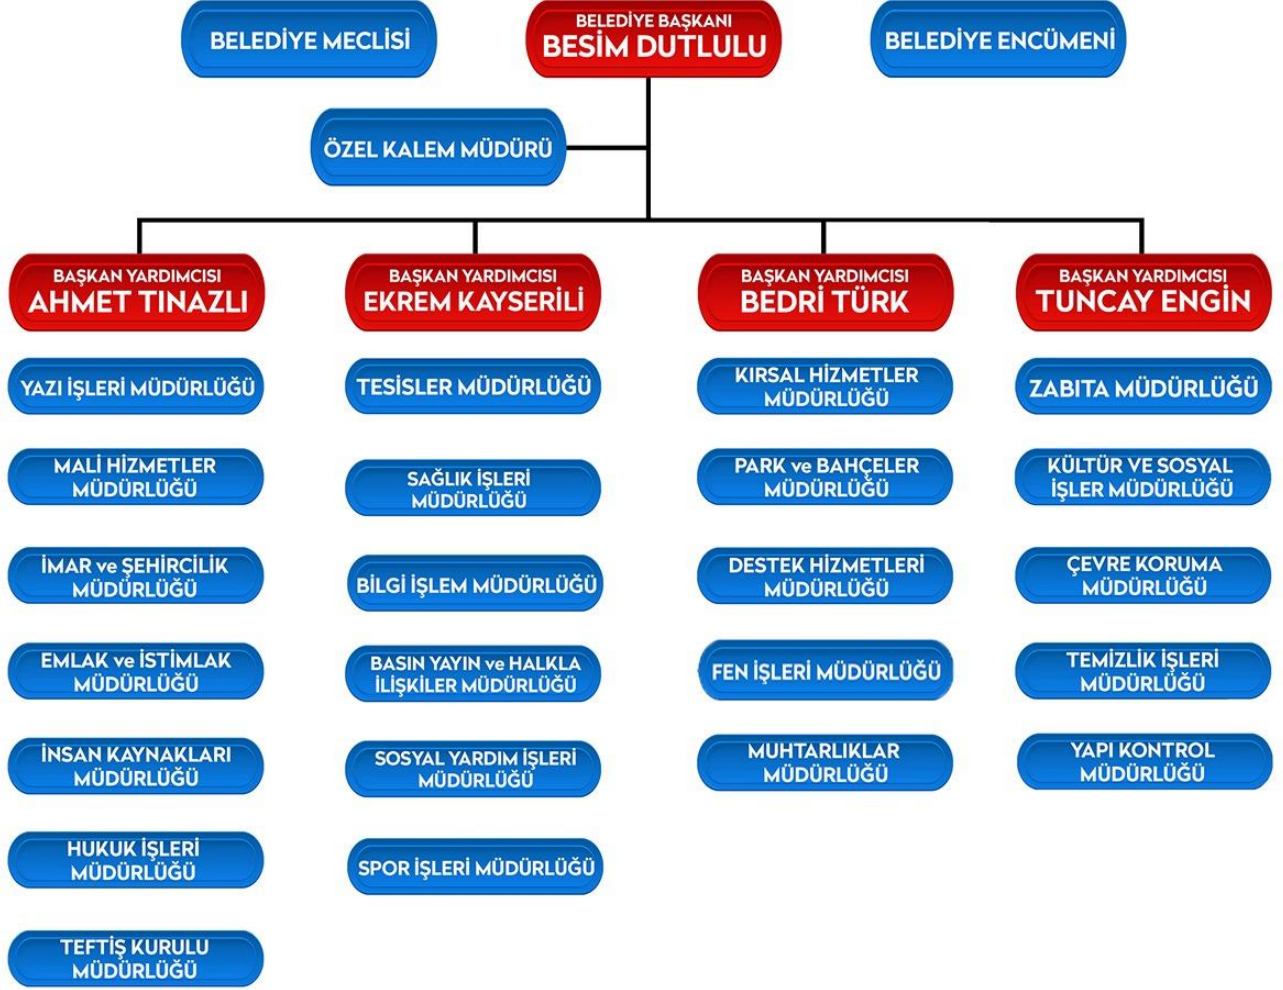 BELEDİYE MECLİSİ
BELEDİYE BAŞKANI
BESİM DUTLULU
BELEDİYE ENCÜMENİ
ÖZEL KALEM MÜDÜRÜ
BAŞKAN YARDIMCISI
AHMET TINAZLI
YAZI İŞLERİ MÜDÜRLÜĞÜ
MALİ HİZMETLER
MÜDÜRLÜĞÜ
İMAR ve ŞEHİRCİLİK
MÜDÜRLÜĞÜ
EMLAK ve İSTİMLAK
MÜDÜRLÜĞÜ
İNSAN KAYNAKLARI
MÜDÜRLÜĞÜ
HUKUK İŞLERİ
MÜDÜRLÜĞÜ
TEFTİŞ KURULU
MÜDÜRLÜĞÜ
BAŞKAN YARDIMCISI
EKREM KAYSERİLİ
TESİSLER MÜDÜRLÜĞÜ
SAĞLIK İŞLERİ
MÜDÜRLÜĞÜ
BİLGİ İŞLEM MÜDÜRLÜĞÜ
BASIN YAYIN ve HALKLA
İLİŞKİLER MÜDÜRLÜĞÜ
SOSYAL YARDIM İŞLERİ
MÜDÜRLÜĞÜ
SPOR İŞLERİ MÜDÜRLÜĞÜ
BAŞKAN YARDIMCISI
BEDRİ TÜRK
KIRSAL HİZMETLER
MÜDÜRLÜĞÜ
PARK ve BAHÇELER
MÜDÜRLÜĞÜ
DESTEK HİZMETLERİ
MÜDÜRLÜĞÜ
FEN İŞLERİ MÜDÜRLÜĞÜ
MUHTARLIKLAR
MÜDÜRLÜĞÜ
BAŞKAN YARDIMCISI
TUNCAY ENGİN
ZABITA MÜDÜRLÜĞÜ
KÜLTÜR VE SOSYAL
İŞLER MÜDÜRLÜĞÜ
ÇEVRE KORUMA
MÜDÜRLÜĞÜ
TEMİZLİK İŞLERİ
MÜDÜRLÜĞÜ
YAPI KONTROL
MÜDÜRLÜĞÜ